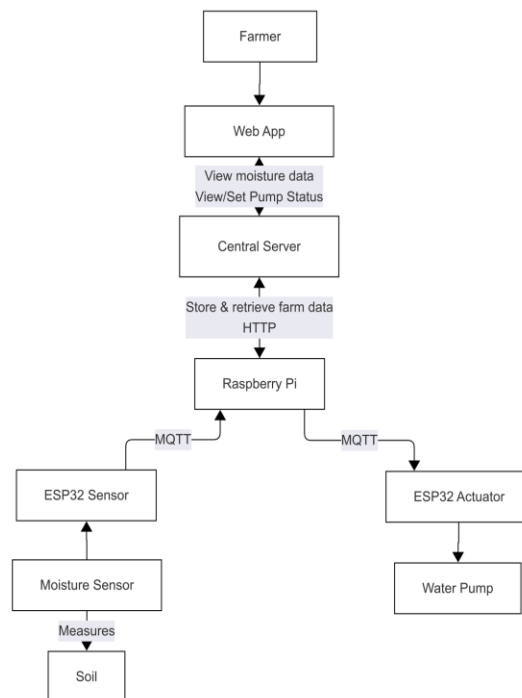 Farmer
Web App
View moisture data
View/Set Pump Status
Central Server
Store & retrieve farm data
HTTP
Raspberry Pi
MQTT
MQTT
ESP32 Sensor
ESP32 Actuator
Moisture Sensor
Water Pump
Measures
Soil